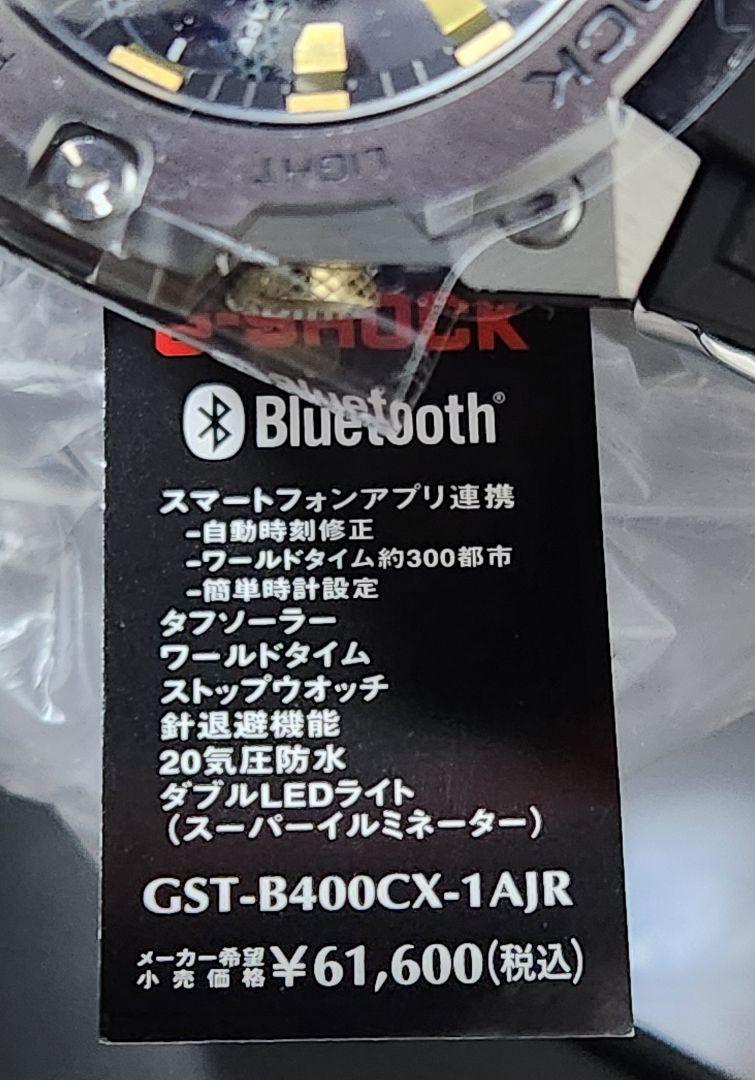 LIGHT
G-SHOCK
Bluetooth®
スマートフォンアプリ連携
-自動時刻修正
-ワールドタイム約300都市
-簡単時計設定
タフソーラー
ワールドタイム
ストップウオッチ
針退避機能
20気圧防水
ダブルLEDライト
(スーパーイルミネーター)
GST-B400CX-1AJR
メーカー希望
小売価格 ¥61,600(税込)